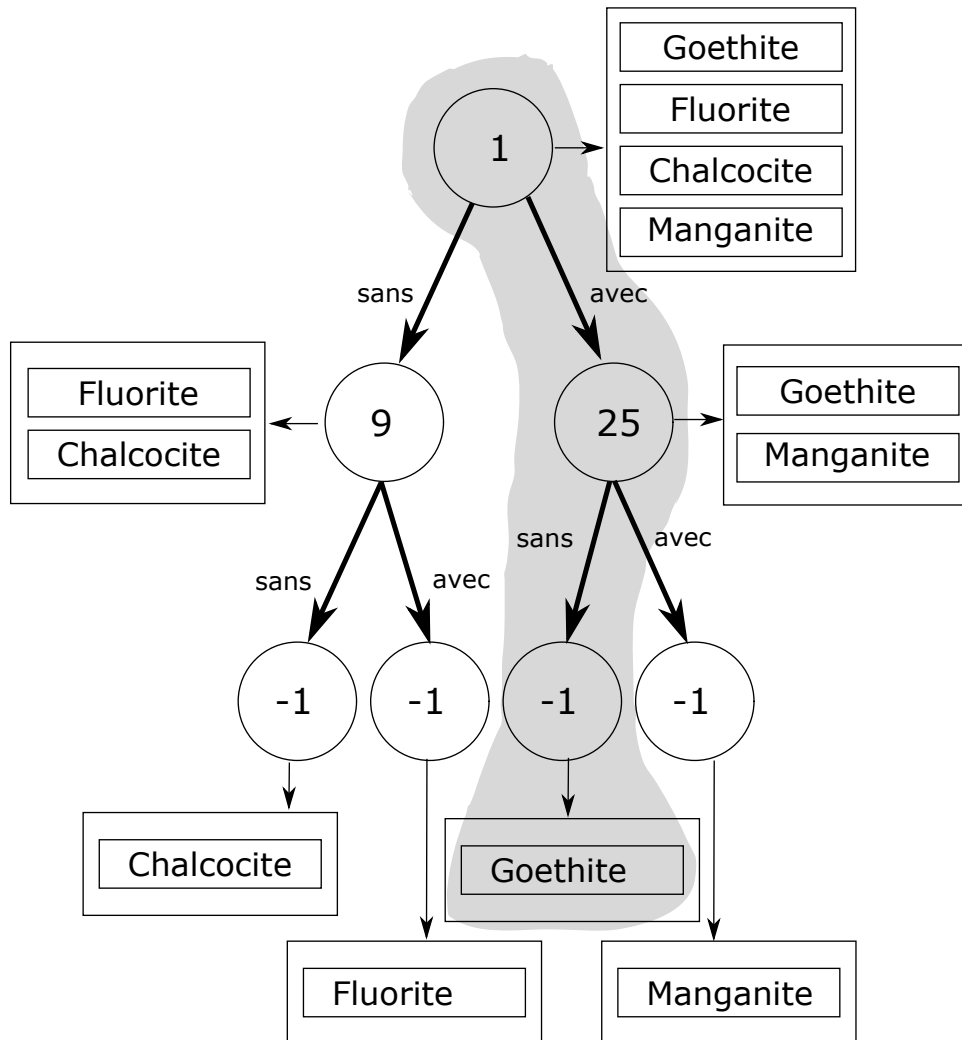 Goethite
1
Fluorite
Chalcocite
Manganite
sans
avec
Fluorite
Chalcocite
9
25
Goethite
Manganite
sans
avec
sans
avec
-1
-1
-1
-1
Chalcocite
Goethite
Fluorite
Manganite